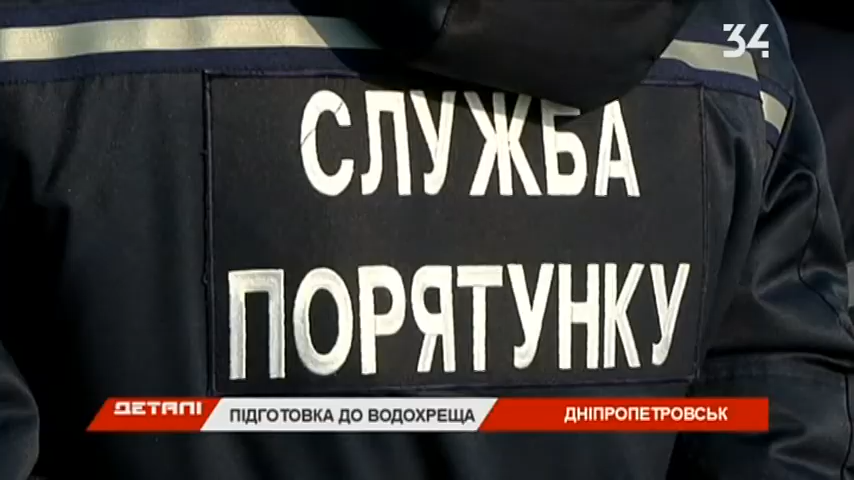 34
СЛУЖБА
ПОРЯТУНКУ
ДЕТАЛІ
ПІДГОТОВКА ДО ВОДОХРЕЩА
ДНІПРОПЕТРОВСЬК